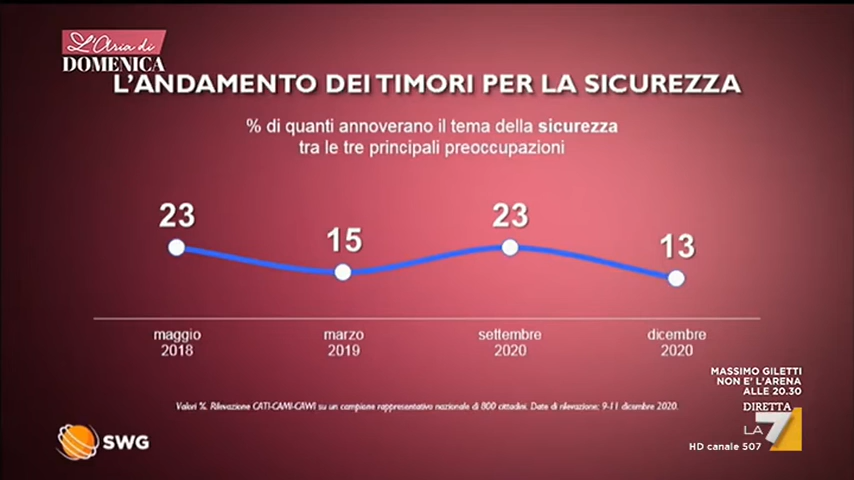 L'Aria di
DOMENICA
L'ANDAMENTO DEI TIMORI PER LA SICUREZZA
% di quanti annoverano il tema della sicurezza
tra le tre principali preoccupazioni
23
15
23
13
maggio
2018
marzo
2019
settembre
2020
dicembre
2020
MASSIMO GILETTI
NON E' L'ARENA
ALLE 20.30
Valori %. Rilevazione CATI-CAMI-CAWI su un campione rappresentativo nazionale di 800 cittadini. Date di rilevazione: 9-11 dicembre 2020.
DIRETTA
LA 7
HD canale 507
SWG